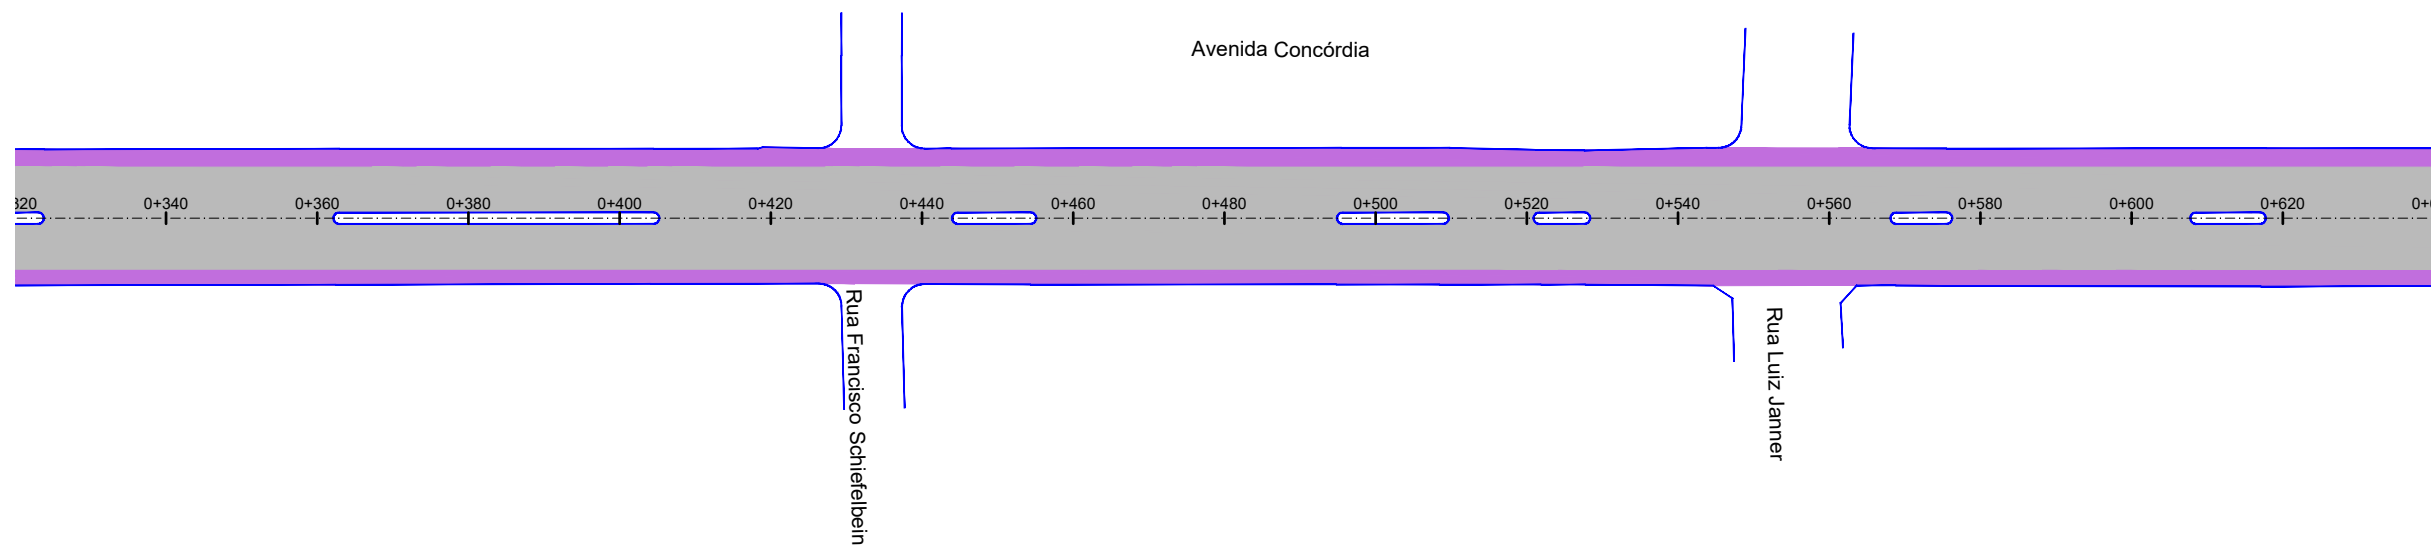 Avenida Concórdia
320 0+340 0+360 0+380 0+400 0+420 0+440 0+460 0+480 0+500 0+520 0+540 0+560 0+580 0+600 0+620 0+
Rua Francisco Schiefelbein
Rua Luiz Janner